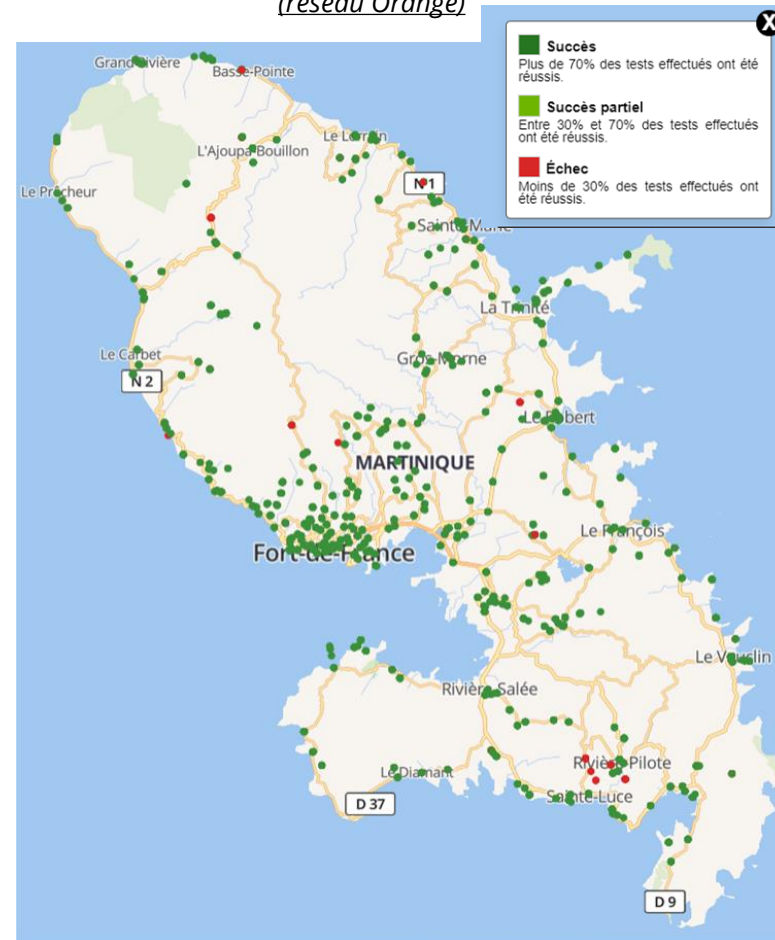 (réseau Orange)
X
Succès
Plus de 70% des tests effectués ont été
réussis.
Succès partiel
Entre 30% et 70% des tests effectués
ont été réussis.
Échec
Moins de 30% des tests effectués ont
été réussis.
Grand Rivière
Basse-Pointe
Le Lorrain
L'Ajoupa-Bouillon
N 1
Le Prêcheur
Sainte-Marie
La Trinité
Le Carbet
Gros-Morne
N 2
Le Robert
MARTINIQUE
Le François
Fort-de-France
Le Vauclin
Rivière-Salée
Rivière-Pilote
Le Diamant
Sainte-Luce
D 37
D 9